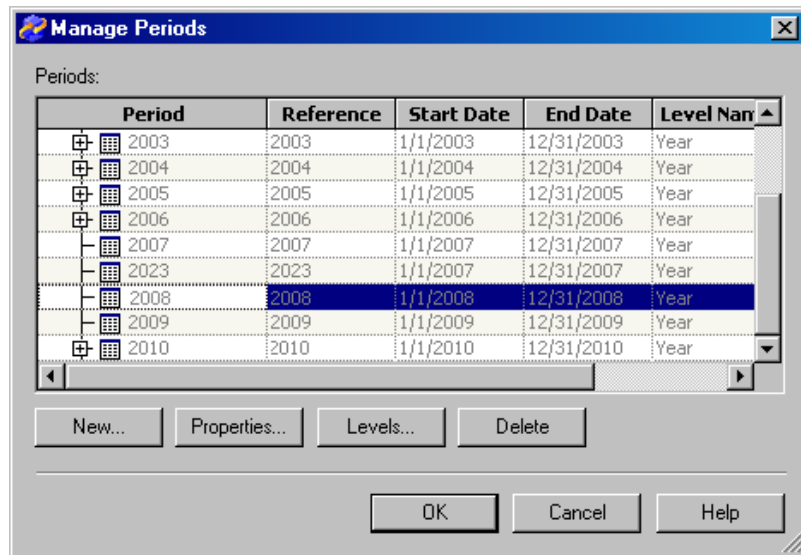 Manage Periods
Periods:
Period Reference Start Date End Date Level Nam
2003 2003 1/1/2003 12/31/2003 Year
2004 2004 1/1/2004 12/31/2004 Year
2005 2005 1/1/2005 12/31/2005 Year
2006 2006 1/1/2006 12/31/2006 Year
2007 2007 1/1/2007 12/31/2007 Year
2023 2023 1/1/2007 12/31/2007 Year
2008 2008 1/1/2008 12/31/2008 Year
2009 2009 1/1/2009 12/31/2009 Year
2010 2010 1/1/2010 12/31/2010 Year
New... Properties... Levels... Delete
OK Cancel Help